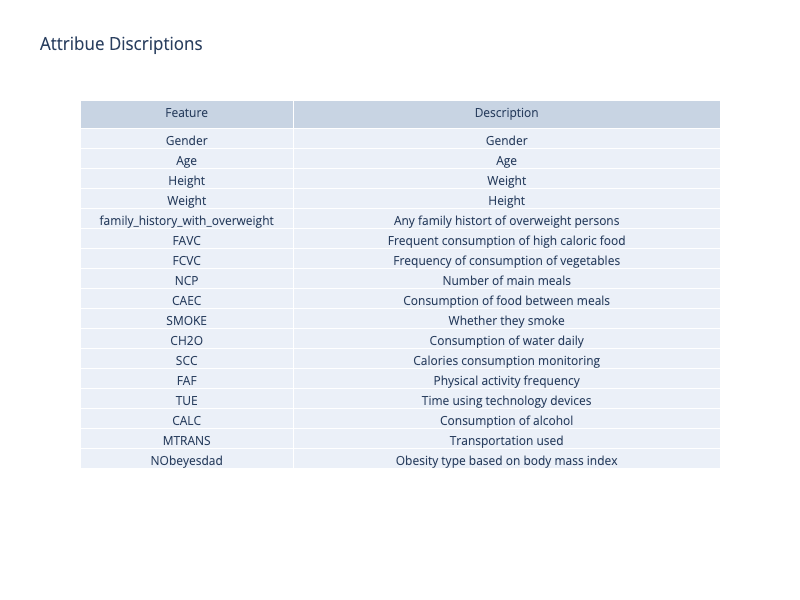 Attribue Discriptions
Feature Description
Gender Gender
Age Age
Height Weight
Weight Height
family_history_with_overweight Any family histort of overweight persons
FAVC Frequent consumption of high caloric food
FCVC Frequency of consumption of vegetables
NCP Number of main meals
CAEC Consumption of food between meals
SMOKE Whether they smoke
CH2O Consumption of water daily
SCC Calories consumption monitoring
FAF Physical activity frequency
TUE Time using technology devices
CALC Consumption of alcohol
MTRANS Transportation used
NObeyesdad Obesity type based on body mass index